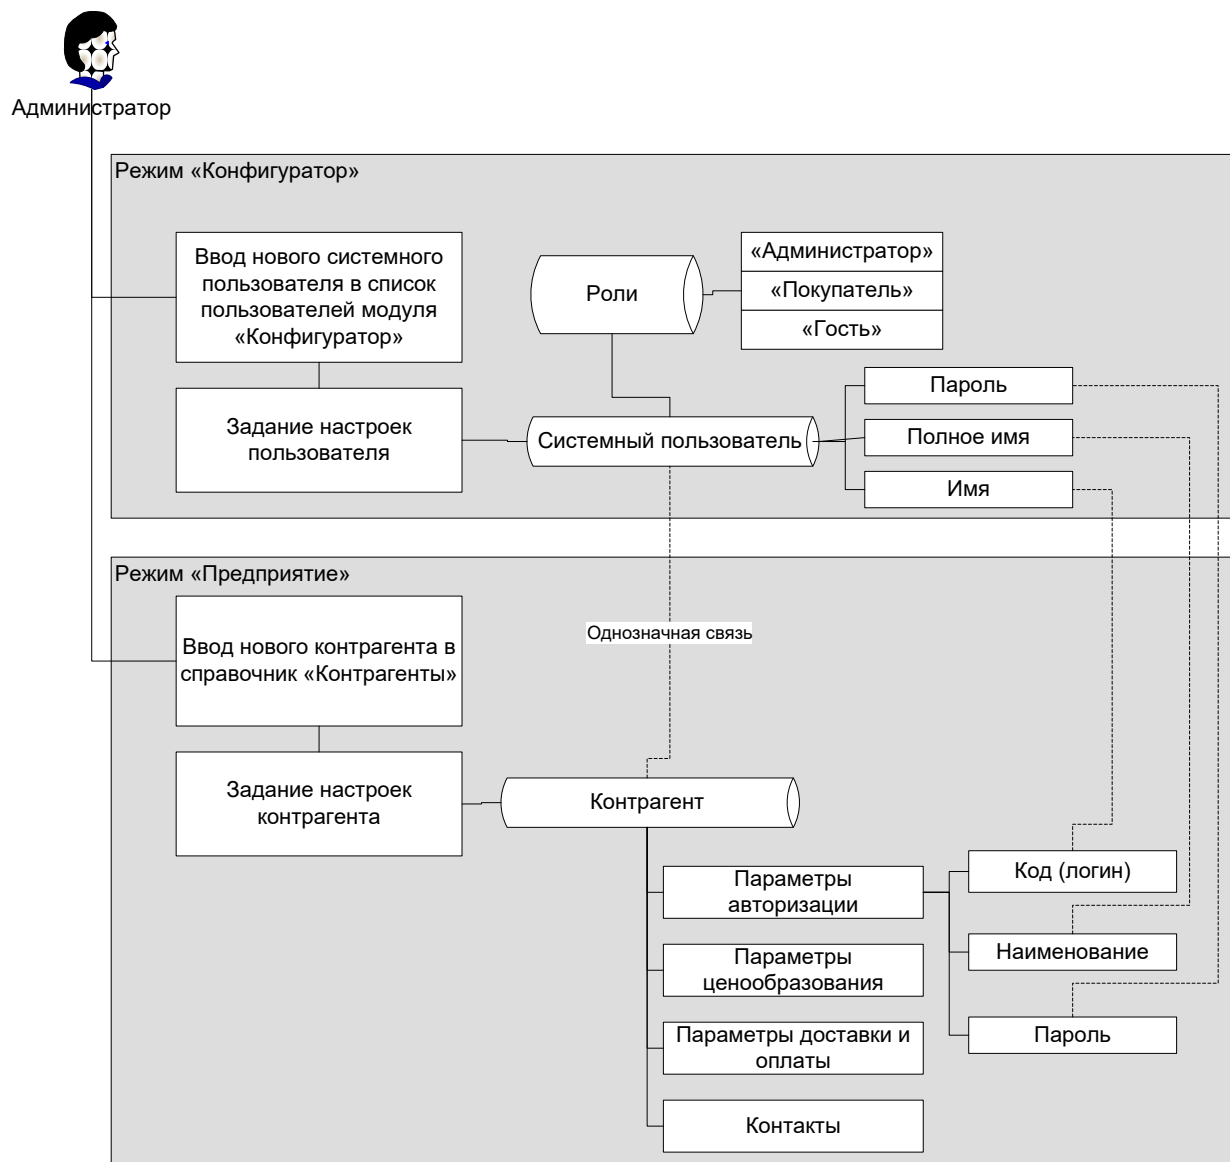 Администратор
Режим «Конфигуратор»
Ввод нового системного
пользователя в список
пользователей модуля
«Конфигуратор»
Роли
«Администратор»
«Покупатель»
«Гость»
Задание настроек
пользователя
Системный пользователь
Пароль
Полное имя
Имя
Режим «Предприятие»
Ввод нового контрагента в
справочник «Контрагенты»
Однозначная связь
Задание настроек
контрагента
Контрагент
Параметры
авторизации
Код (логин)
Параметры
ценообразования
Наименование
Параметры доставки и
оплаты
Пароль
Контакты